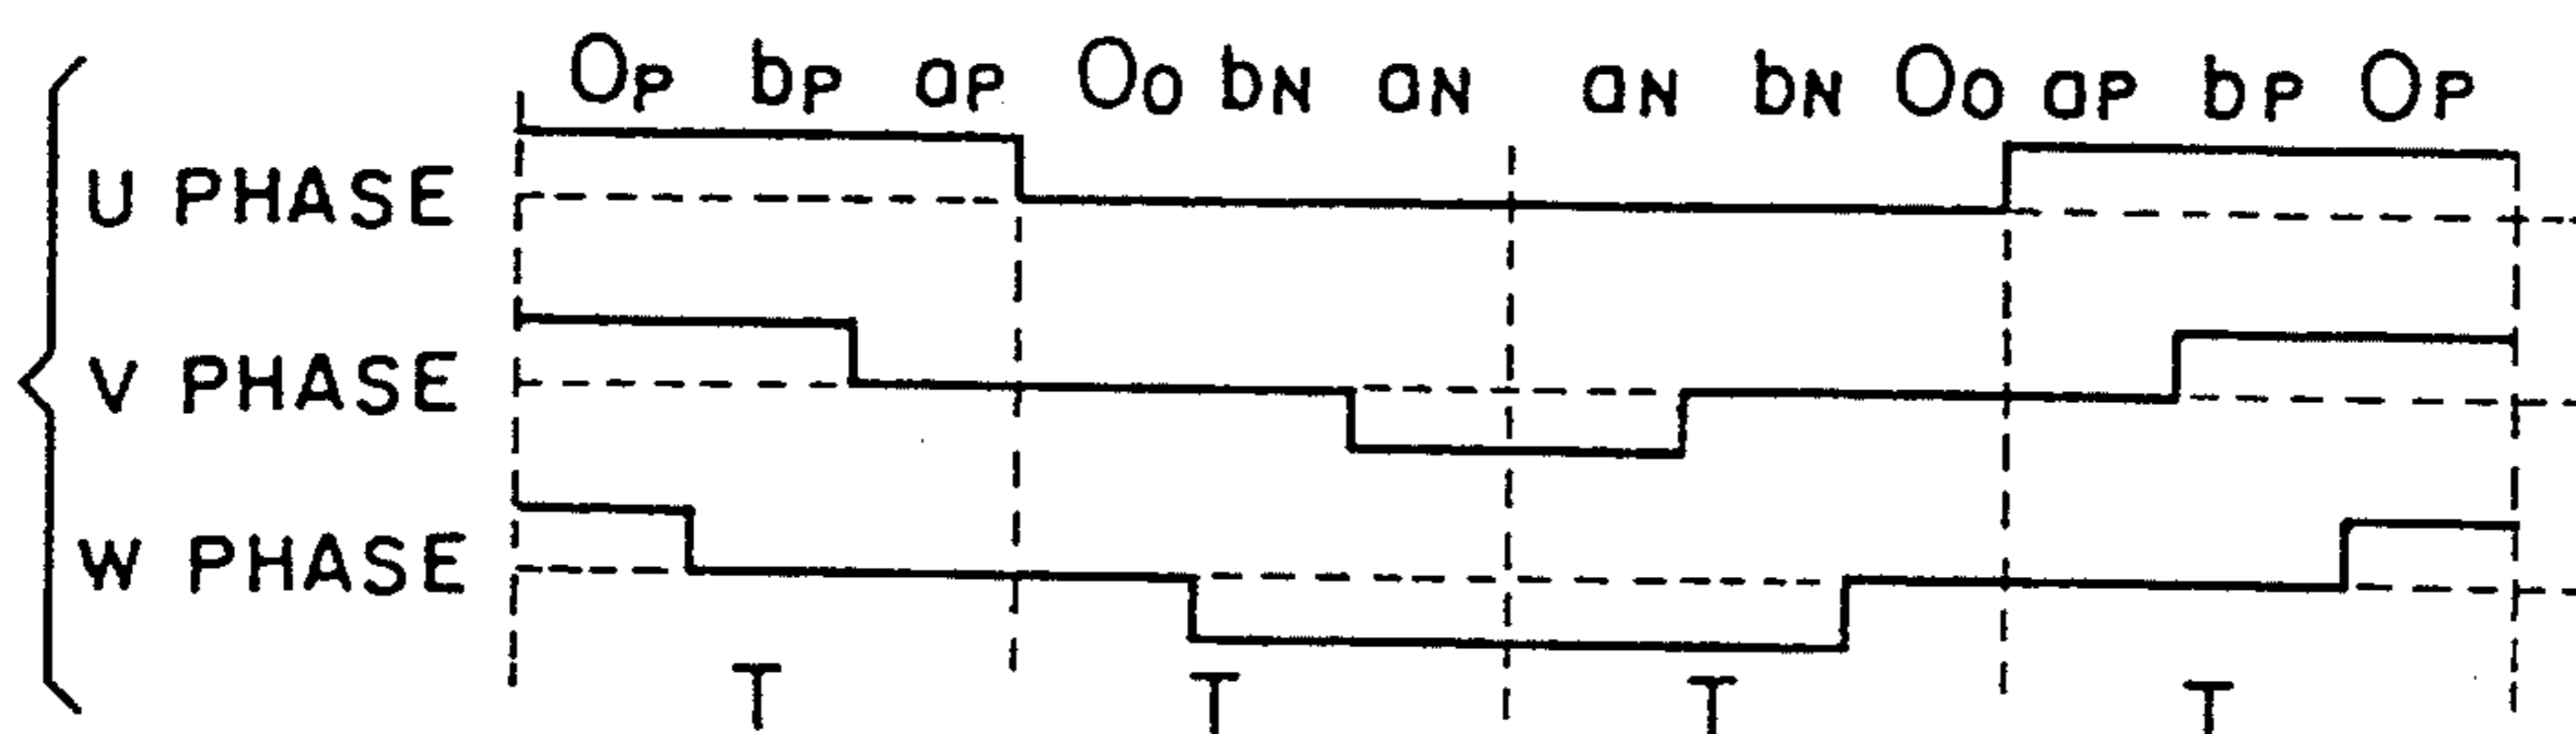 OP bP aP OO bN aN aN bN OO aP bP OP
U PHASE
V PHASE
W PHASE
T T T T